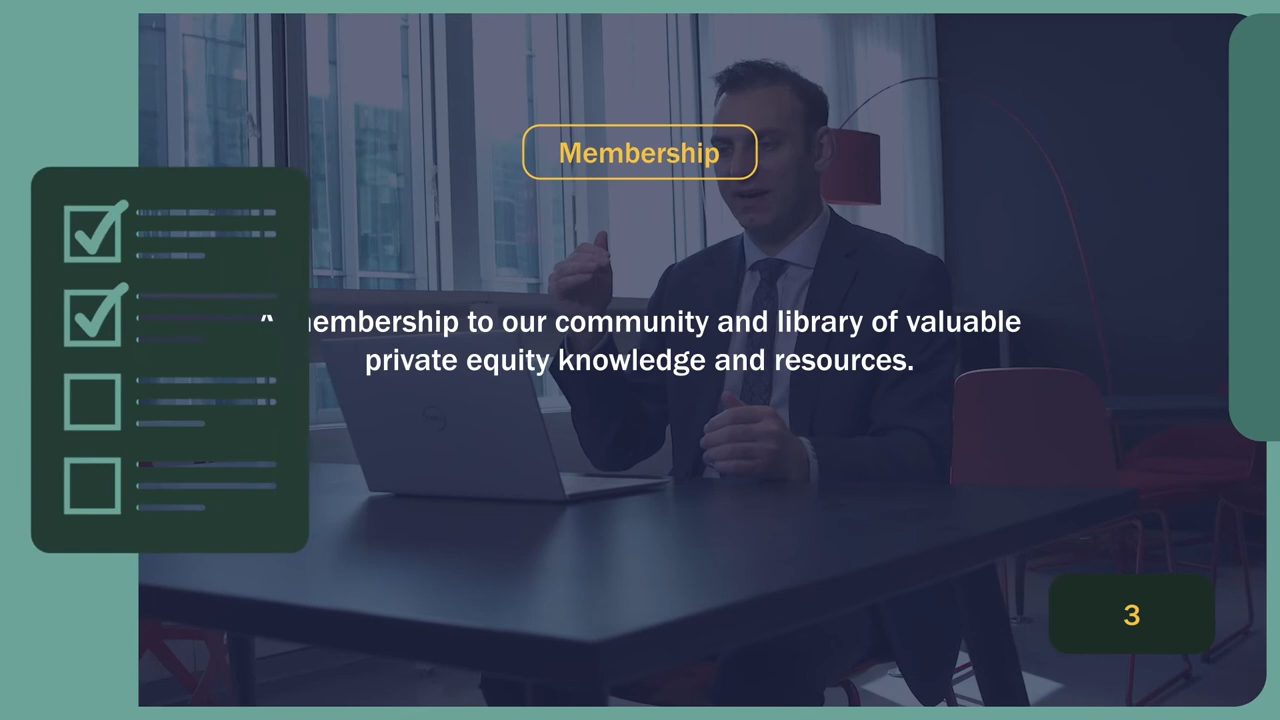 Membership
membership to our community and library of valuable
private equity knowledge and resources.
3